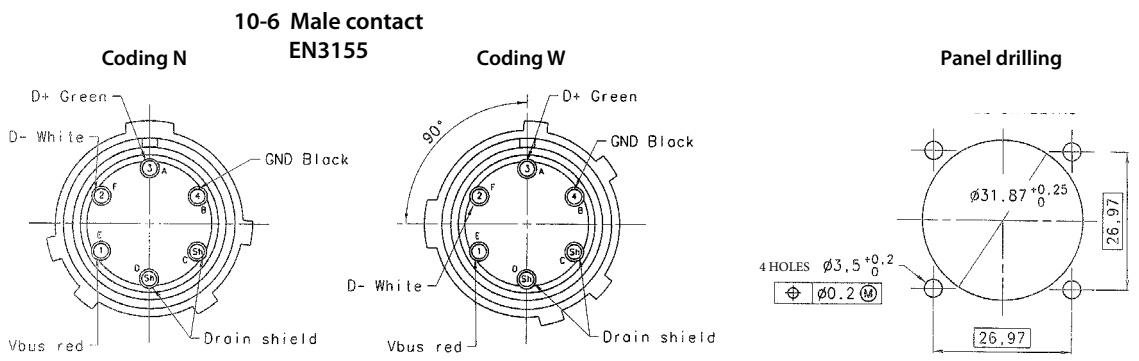 10-6 Male contact
EN3155
Coding N
Coding W
Panel drilling
D+ Green
D- White
GND Black
3 A
2 F
4 B
1 E
Sh C
Sh D
Vbus red
Drain shield
90°
D+ Green
GND Black
3 A
2 F
4 B
1 E
Sh C
Sh D
D- White
Vbus red
Drain shield
Ø31.87 +0,25 0
26,97
4 HOLES Ø3,5 +0,2 0
⌖ Ø0.2 Ⓜ
26,97